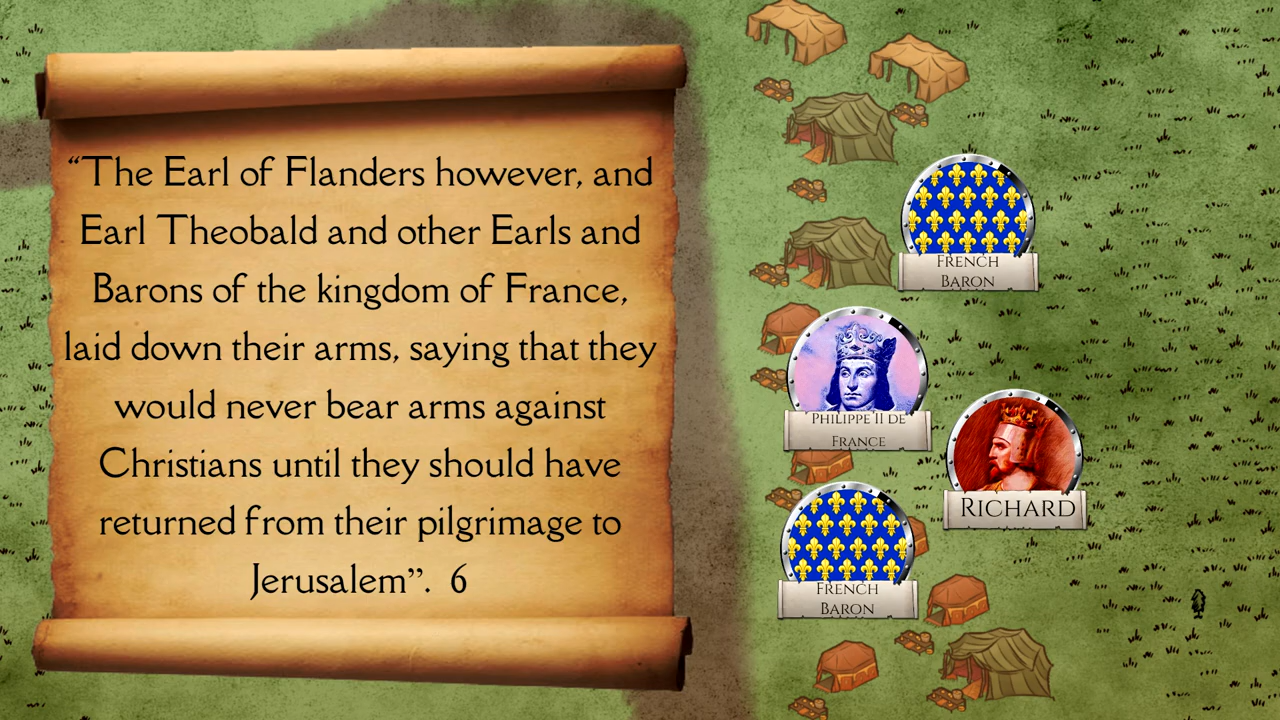 “The Earl of Flanders however, and
Earl Theobald and other Earls and
Barons of the kingdom of France,
laid down their arms, saying that they
would never bear arms against
Christians until they should have
returned from their pilgrimage to
Jerusalem”. 6
FRENCH
BARON
PHILIPPE II DE
FRANCE
RICHARD
FRENCH
BARON